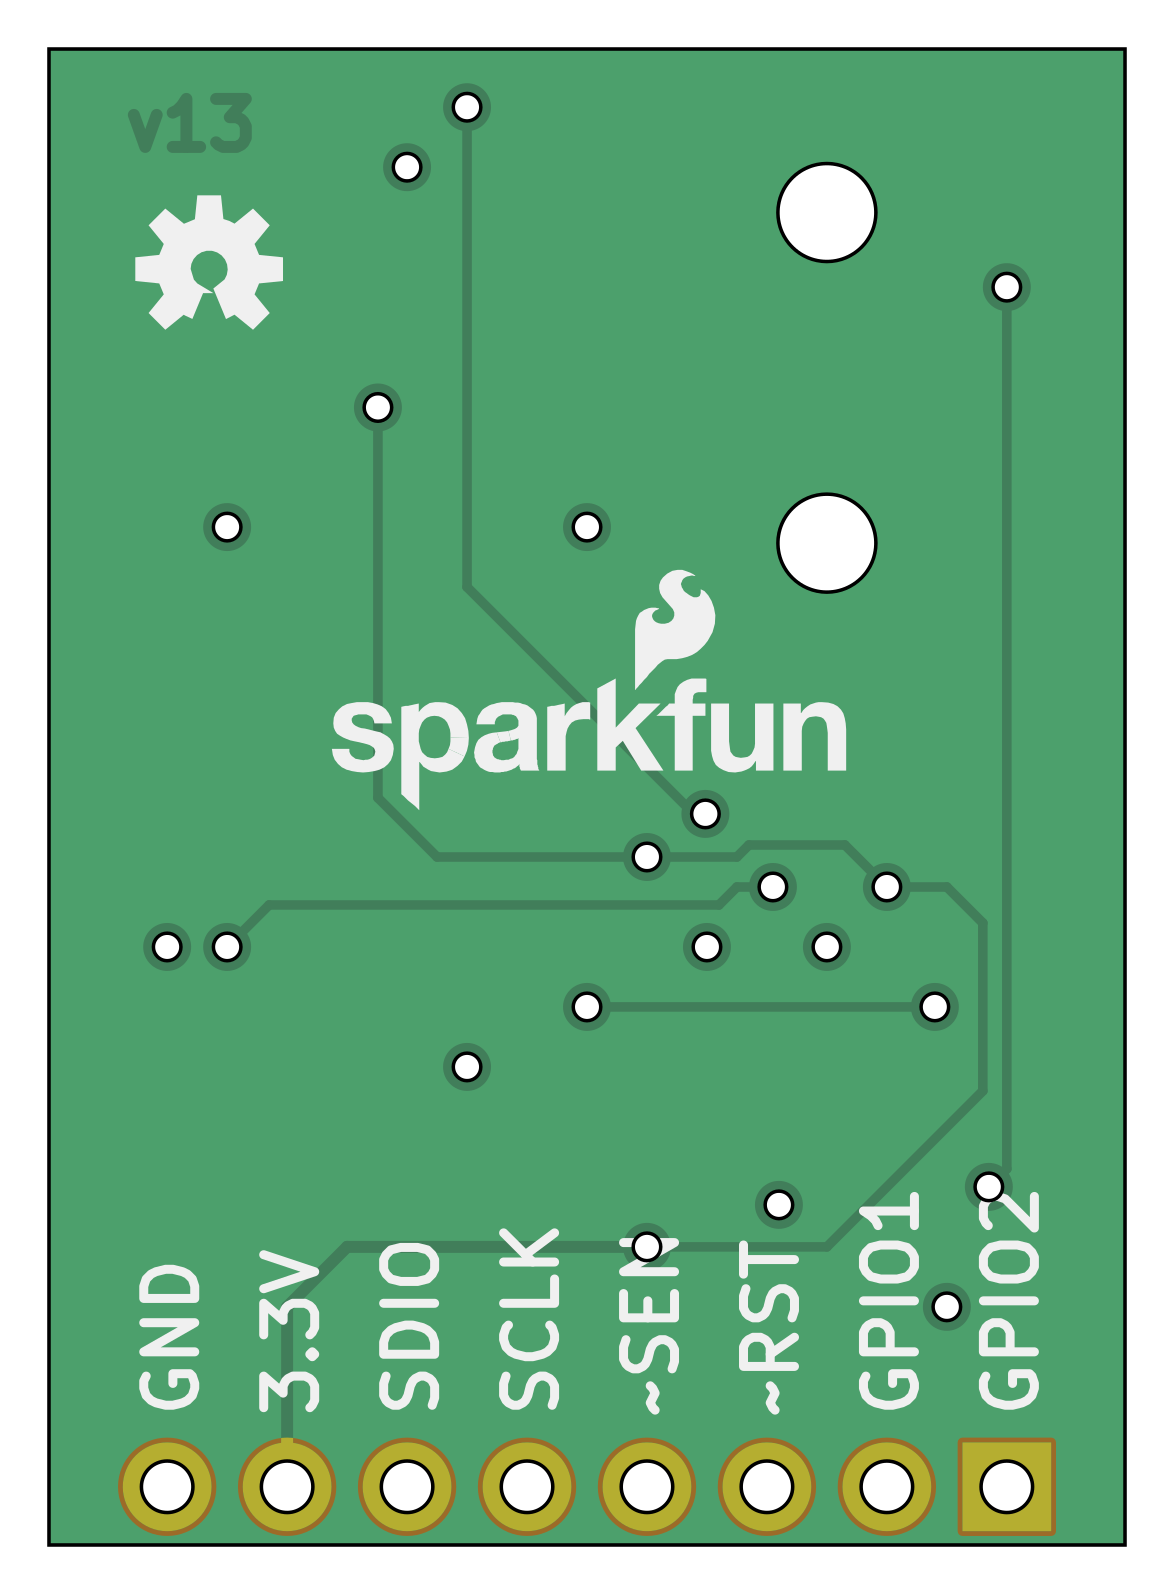 v13
sparkfun
GND
3.3V
SDIO
SCLK
~SEN
~RST
GPIO1
GPIO2